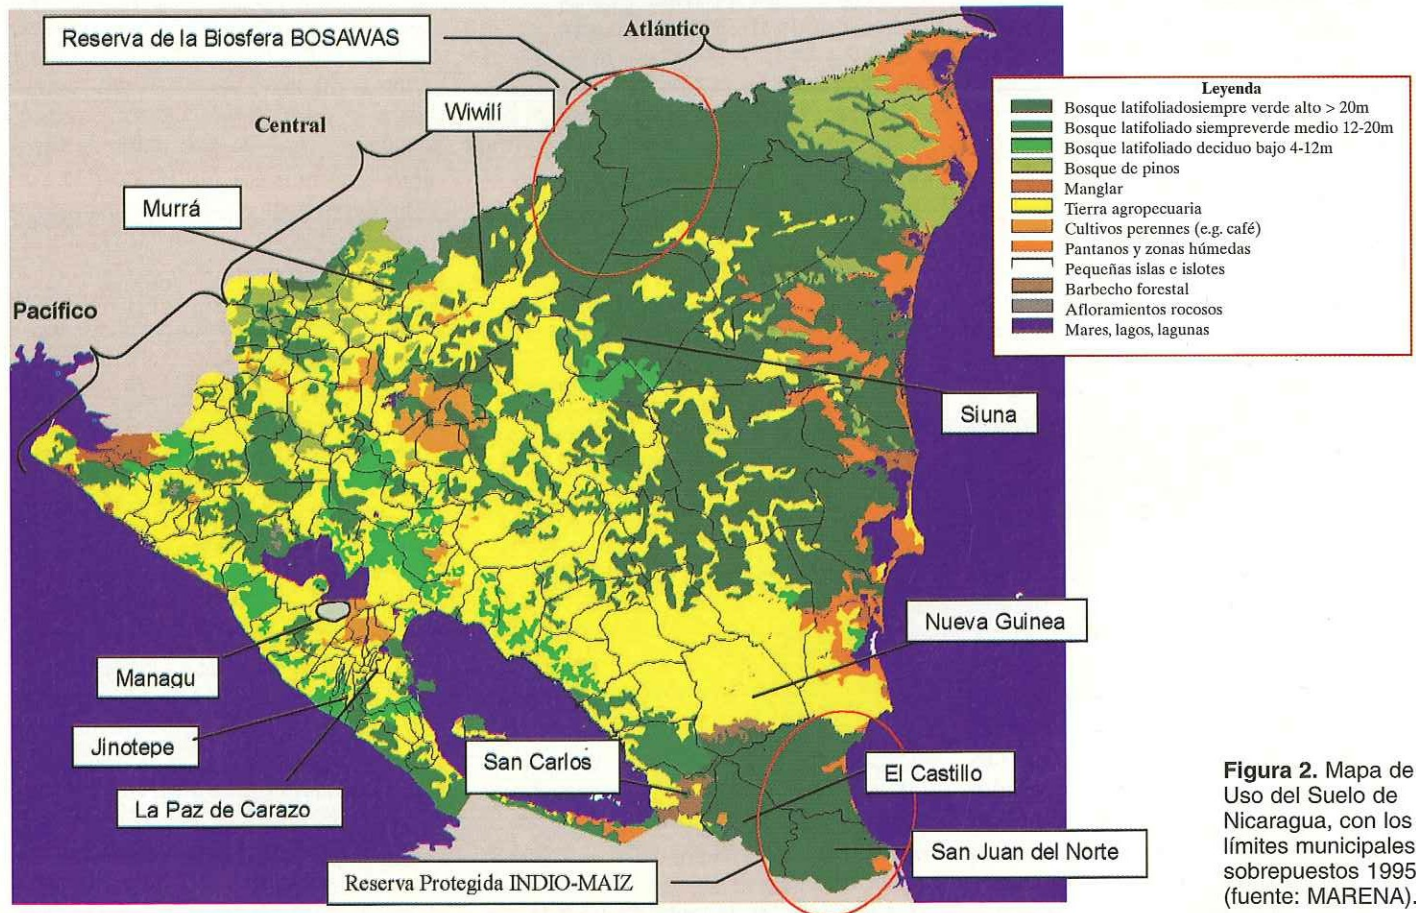 Reserva de la Biosfera BOSAWAS
Atlántico
Wiwilí
Central
Murrá
Pacífico
Leyenda
Bosque latifoliadosiempre verde alto > 20m
Bosque latifoliado siempreverde medio 12-20m
Bosque latifoliado deciduo bajo 4-12m
Bosque de pinos
Manglar
Tierra agropecuaria
Cultivos perennes (e.g. café)
Pantanos y zonas húmedas
Pequeñas islas e islotes
Barbecho forestal
Afloramientos rocosos
Mares, lagos, lagunas
Siuna
Nueva Guinea
Managu
Jinotepe
La Paz de Carazo
San Carlos
El Castillo
San Juan del Norte
Reserva Protegida INDIO-MAIZ
Figura 2. Mapa de
Uso del Suelo de
Nicaragua, con los
límites municipales
sobrepuestos 1995
(fuente: MARENA).